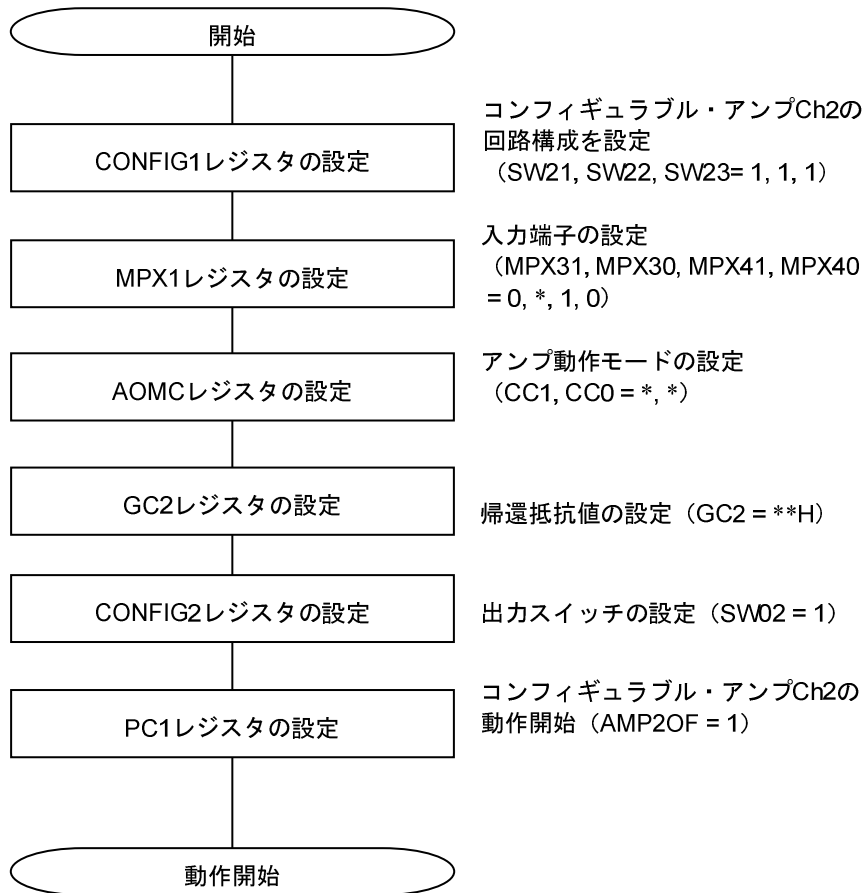 開始
CONFIG1レジスタの設定
コンフィギュラブル・アンプCh2の
回路構成を設定
（SW21, SW22, SW23= 1, 1, 1）
MPX1レジスタの設定
入力端子の設定
（MPX31, MPX30, MPX41, MPX40
= 0, *, 1, 0）
AOMCレジスタの設定
アンプ動作モードの設定
（CC1, CC0 = *, *）
GC2レジスタの設定
帰還抵抗値の設定（GC2 = **H）
CONFIG2レジスタの設定
出力スイッチの設定（SW02 = 1）
PC1レジスタの設定
コンフィギュラブル・アンプCh2の
動作開始（AMP2OF = 1）
動作開始